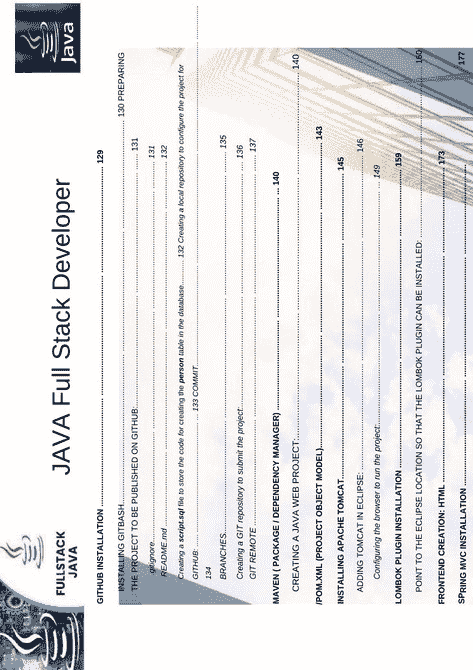 FULLSTACK
JAVA
JAVA Full Stack Developer
Java
GITHUB INSTALLATION ... 129
INSTALLING GITBASH ... 130 PREPARING
THE PROJECT TO BE PUBLISHED ON GITHUB: ... 131
.gitignore ... 131
README.md ... 132
Creating a script.sql file to store the code for creating the person table in the database ... 132 Creating a local repository to configure the project for
GITHUB ... 133 COMMIT ...
134
BRANCHES ... 135
Creating a GIT repository to submit the project: ... 136
GIT REMOTE ... 137
MAVEN ( PACKAGE / DEPENDENCY MANAGER) ... 140
CREATING A JAVA WEB PROJECT: ... 140
/POM.XML (PROJECT OBJECT MODEL) ... 143
INSTALLING APACHE TOMCAT ... 145
ADDING TOMCAT IN ECLIPSE: ... 146
Configuring the browser to run the project: ... 149
LOMBOK PLUGIN INSTALLATION ... 159
POINT TO THE ECLIPSE LOCATION SO THAT THE LOMBOK PLUGIN CAN BE INSTALLED: ... 160
FRONTEND CREATION: HTML ... 173
SPRING MVC INSTALLATION ... 177